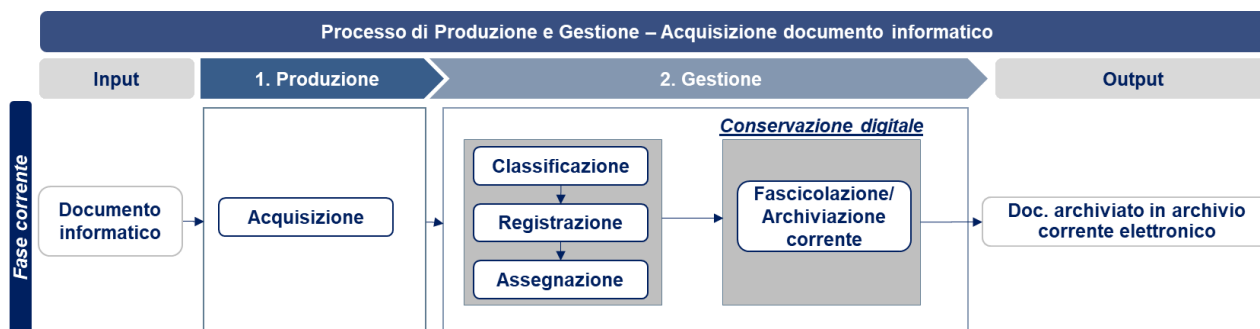 Processo di Produzione e Gestione – Acquisizione documento informatico
Input
1. Produzione
2. Gestione
Output
Fase corrente
Documento
informatico
Acquisizione
Classificazione
Registrazione
Assegnazione
Conservazione digitale
Fascicolazione/
Archiviazione
corrente
Doc. archiviato in archivio
corrente elettronico